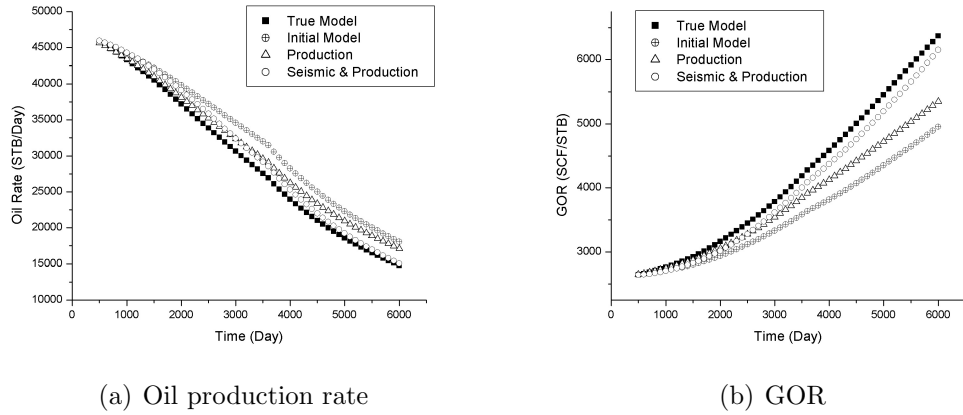 True Model
Initial Model
Production
Seismic & Production
50000
45000
40000
35000
30000
25000
20000
15000
10000
Oil Rate (STB/Day)
1000
2000
3000
4000
5000
6000
Time (Day)
(a) Oil production rate
True Model
Initial Model
Production
Seismic & Production
6000
5000
4000
3000
GOR (SCF/STB)
1000
2000
3000
4000
5000
6000
Time (Day)
(b) GOR